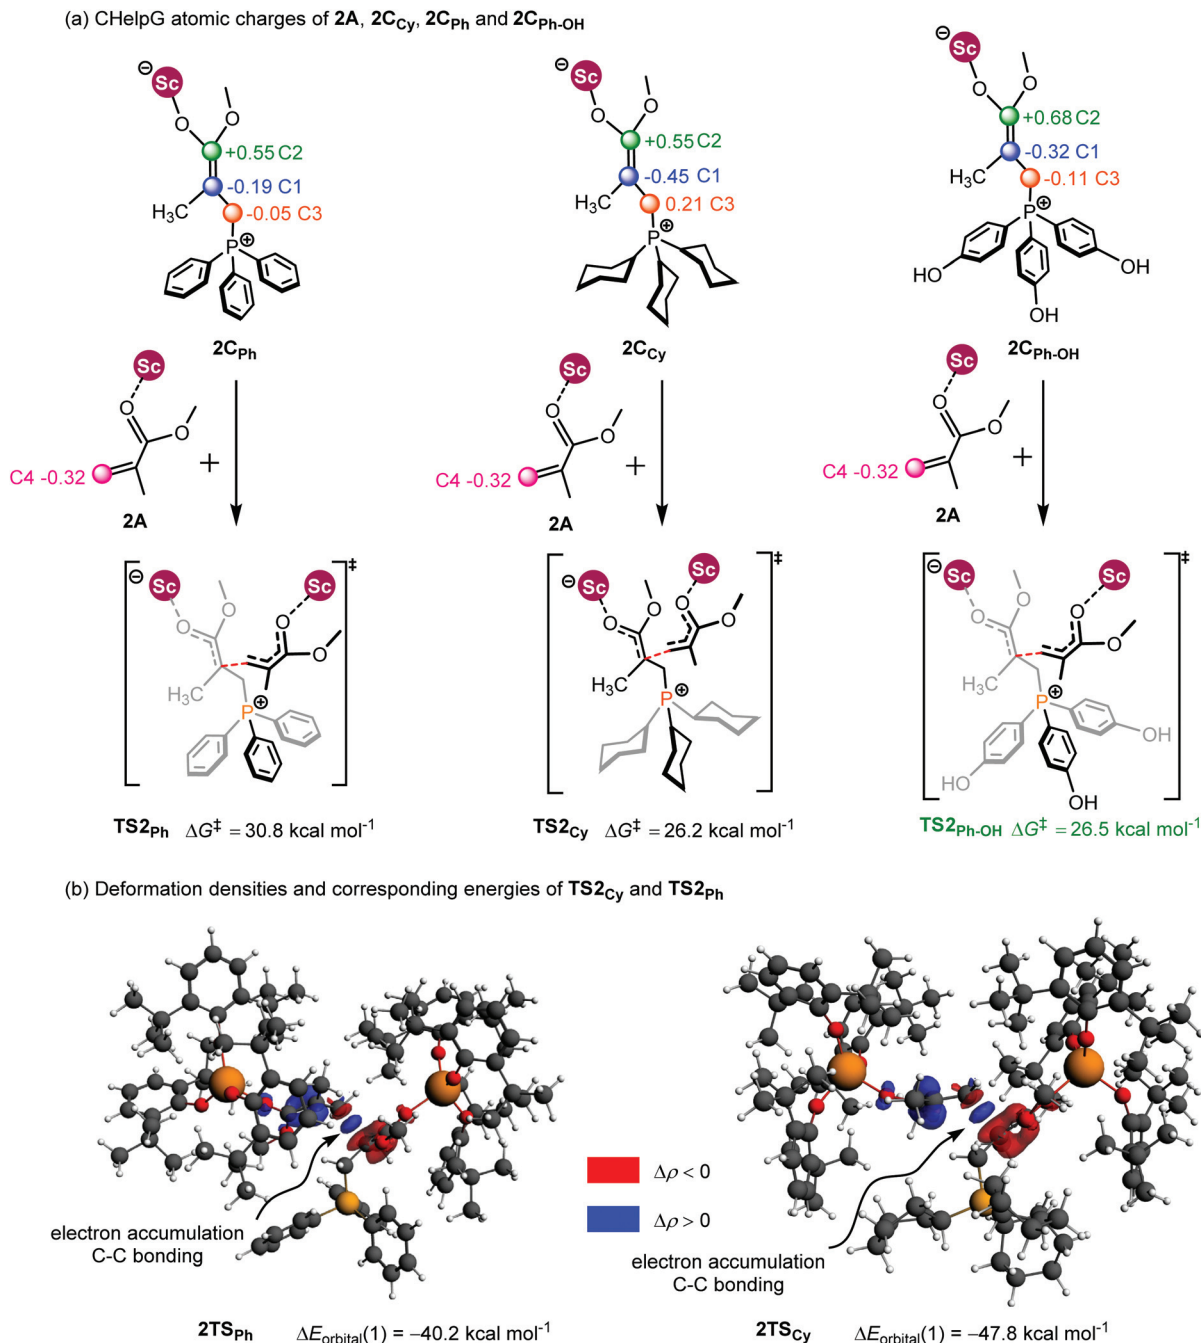 (a) CHelpG atomic charges of 2A, 2C_Cy, 2C_Ph and 2C_Ph-OH
⊖ Sc
O O
+0.55 C2
-0.19 C1
H₃C
-0.05 C3
P ⊕
2C_Ph
⊖ Sc
O O
+0.55 C2
-0.45 C1
H₃C
0.21 C3
P ⊕
2C_Cy
⊖ Sc
O O
+0.68 C2
-0.32 C1
H₃C
-0.11 C3
P ⊕
HO OH
OH
2C_Ph-OH
Sc
O
O
C4 -0.32
+
2A
Sc
O
O
C4 -0.32
+
2A
Sc
O
O
C4 -0.32
+
2A
⊖ Sc Sc ‡
O O O
O
H₃C
P ⊕
TS2_Ph ΔG‡ = 30.8 kcal mol⁻¹
⊖ Sc Sc ‡
O O O
O
H₃C
P ⊕
TS2_Cy ΔG‡ = 26.2 kcal mol⁻¹
⊖ Sc Sc ‡
O O O
O
H₃C
P ⊕
OH
HO
OH
TS2_Ph-OH ΔG‡ = 26.5 kcal mol⁻¹
(b) Deformation densities and corresponding energies of TS2_Cy and TS2_Ph
electron accumulation
C-C bonding
Δρ < 0
Δρ > 0
electron accumulation
C-C bonding
2TS_Ph ΔE_orbital(1) = −40.2 kcal mol⁻¹
2TS_Cy ΔE_orbital(1) = −47.8 kcal mol⁻¹